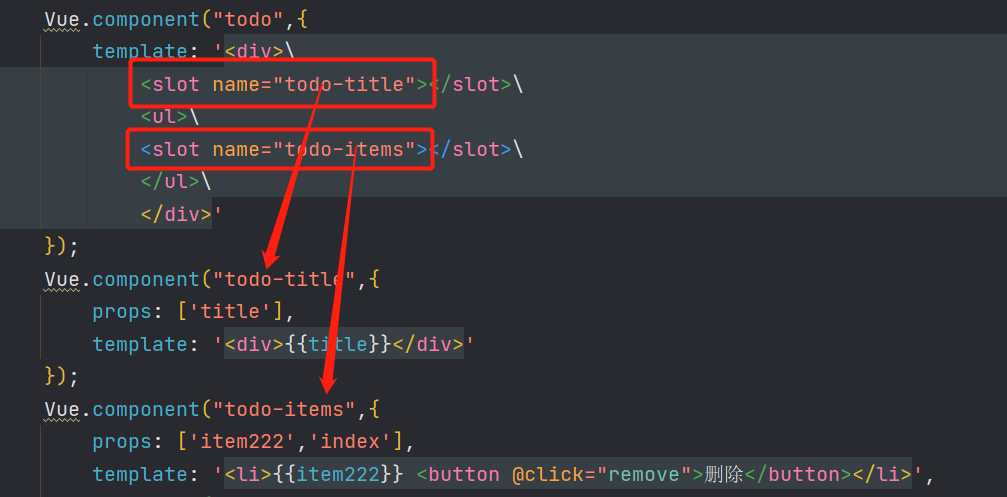 Vue.component("todo",{
template: '<div>\
<slot name="todo-title"></slot>\
<ul>\
<slot name="todo-items"></slot>\
</ul>\
</div>'
});
Vue.component("todo-title",{
props: ['title'],
template: '<div>{{title}}</div>'
});
Vue.component("todo-items",{
props: ['item222','index'],
template: '<li>{{item222}} <button @click="remove">删除</button></li>',